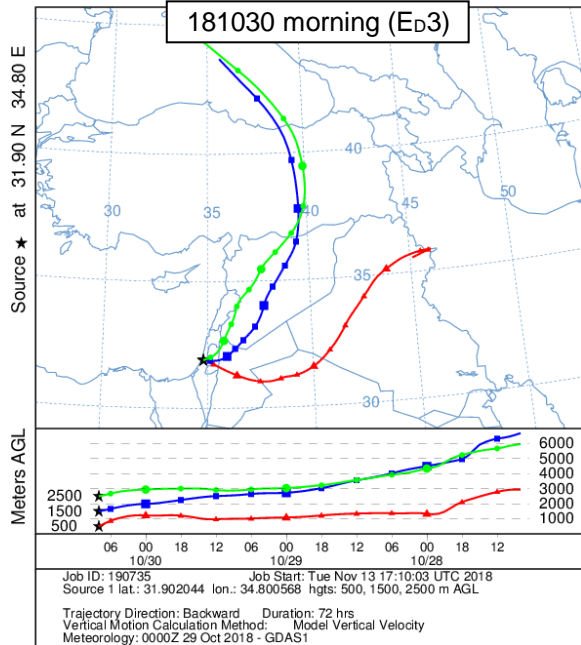 181030 morning (ED3)
Source ★ at 31.90 N 34.80 E
30
35
40
45
50
40
35
30
Meters AGL
2500
1500
500
6000
5000
4000
3000
2000
1000
06 00 18 12 06 00 18 12 06 00 18 12
10/30 10/29 10/28
Job ID: 190735 Job Start: Tue Nov 13 17:10:03 UTC 2018
Source 1 lat.: 31.902044 lon.: 34.800568 hgts: 500, 1500, 2500 m AGL
Trajectory Direction: Backward Duration: 72 hrs
Vertical Motion Calculation Method: Model Vertical Velocity
Meteorology: 0000Z 29 Oct 2018 - GDAS1